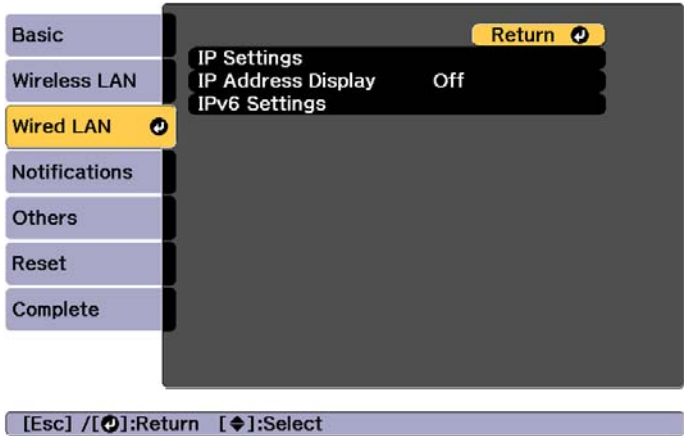 Basic
Wireless LAN
Wired LAN
Notifications
Others
Reset
Complete
Return
IP Settings
IP Address Display Off
IPv6 Settings
[Esc] /[⏎]:Return [◆]:Select